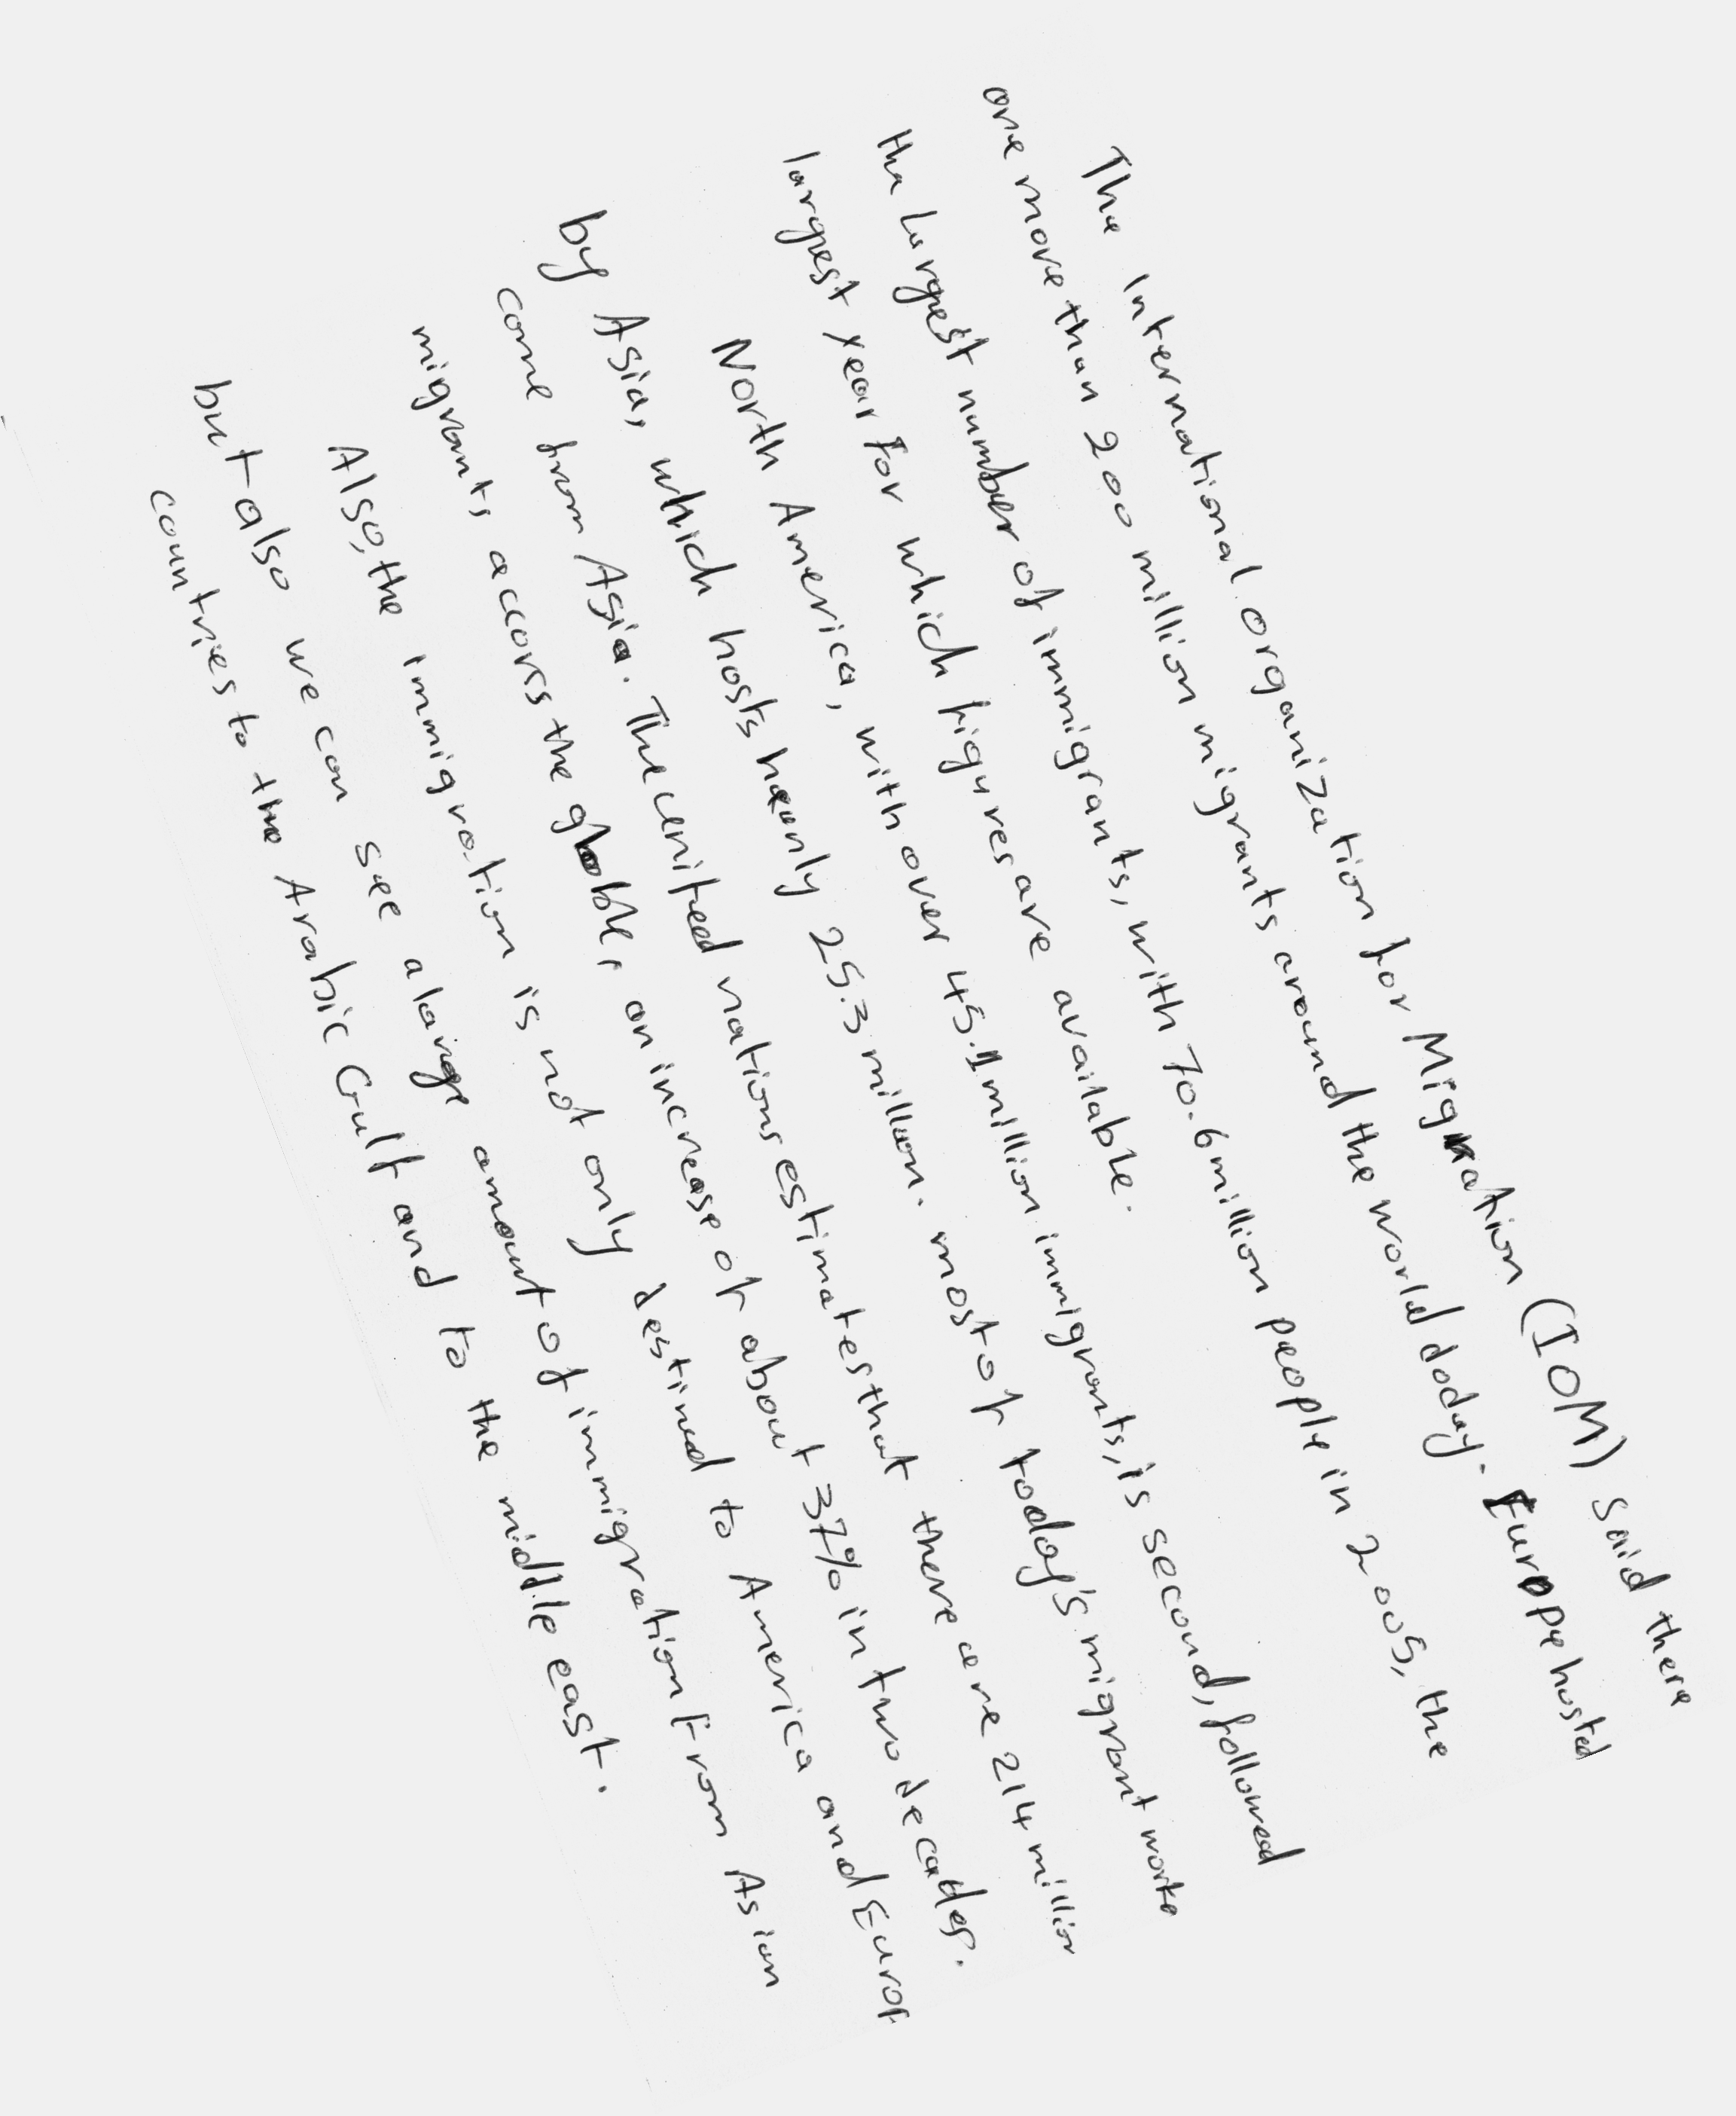 The International organization for Migration (IOM) said there
are more than 200 million migrants around the world doday. Europe hosted
the largest number of immigrants, with 70.6 million people in 2005, the
largest year for which figures are available.
North America, with over 45.1 million immigrants, is second, followed
by Asia, which hosts heanly 25.3 million. most of today's migrant worke
come from Asia. The united nations estimates that there are 214 million
migrants accorss the globle, an increase of about 37% in two decades.
Also, the immigration is not only destined to America and Europ
but also we can see a large amount of immigration From Asian
countries to the Arabic Gulf and to the middle east.